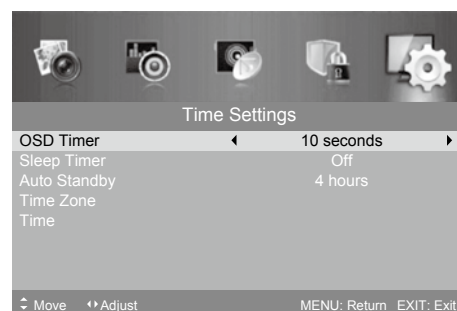 Time Settings
OSD Timer 10 seconds
Sleep Timer Off
Auto Standby 4 hours
Time Zone
Time
Move Adjust MENU: Return EXIT: Exit